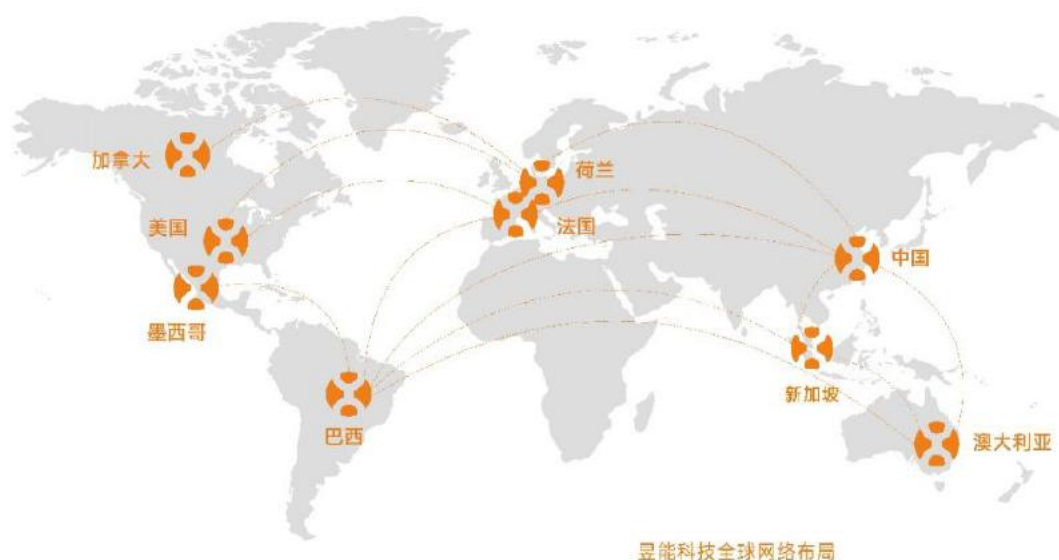 加拿大
荷兰
美国
法国
中国
墨西哥
新加坡
巴西
澳大利亚
昱能科技全球网络布局